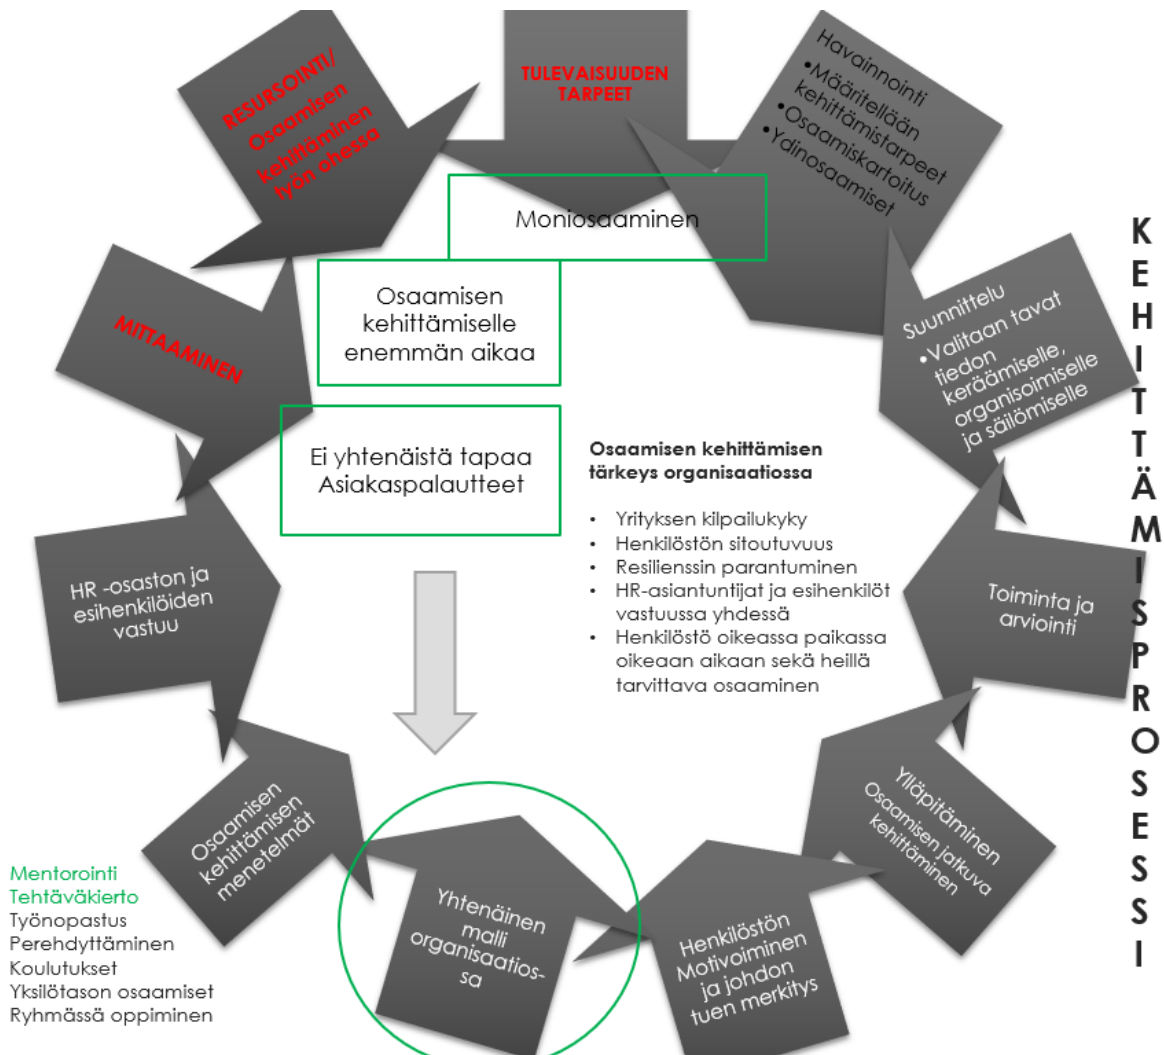 TULEVAISUUDEN
TARPEET
Havainnointi
•Määritellään
kehittämistarpeet
•Osaamiskartoitus
•Ydinosaamiset
Suunnittelu
•Valitaan tavat
tiedon
keräämiselle,
organisoimiselle
ja säilömiselle
Toiminta ja
arviointi
Ylläpitäminen
Osaamisen jatkuva
kehittäminen
Henkilöstön
Motivoiminen
ja johdon
tuen merkitys
Yhtenäinen
malli
organisaatios-
sa
Osaamisen
kehittämisen
menetelmät
HR -osaston ja
esihenkilöiden
vastuu
MITTAAMINEN
RESURSOINTI/
Osaamisen
kehittäminen
työn ohessa
Moniosaaminen
Osaamisen
kehittämiselle
enemmän aikaa
Ei yhtenäistä tapaa
Asiakaspalautteet
Osaamisen kehittämisen
tärkeys organisaatiossa
• Yrityksen kilpailukyky
• Henkilöstön sitoutuvuus
• Resilienssin parantuminen
• HR-asiantuntijat ja esihenkilöt
vastuussa yhdessä
• Henkilöstö oikeassa paikassa
oikeaan aikaan sekä heillä
tarvittava osaaminen
Mentorointi
Tehtäväkierto
Työnopastus
Perehdyttäminen
Koulutukset
Yksilötason osaamiset
Ryhmässä oppiminen
KEHITTÄMISPROSESSI